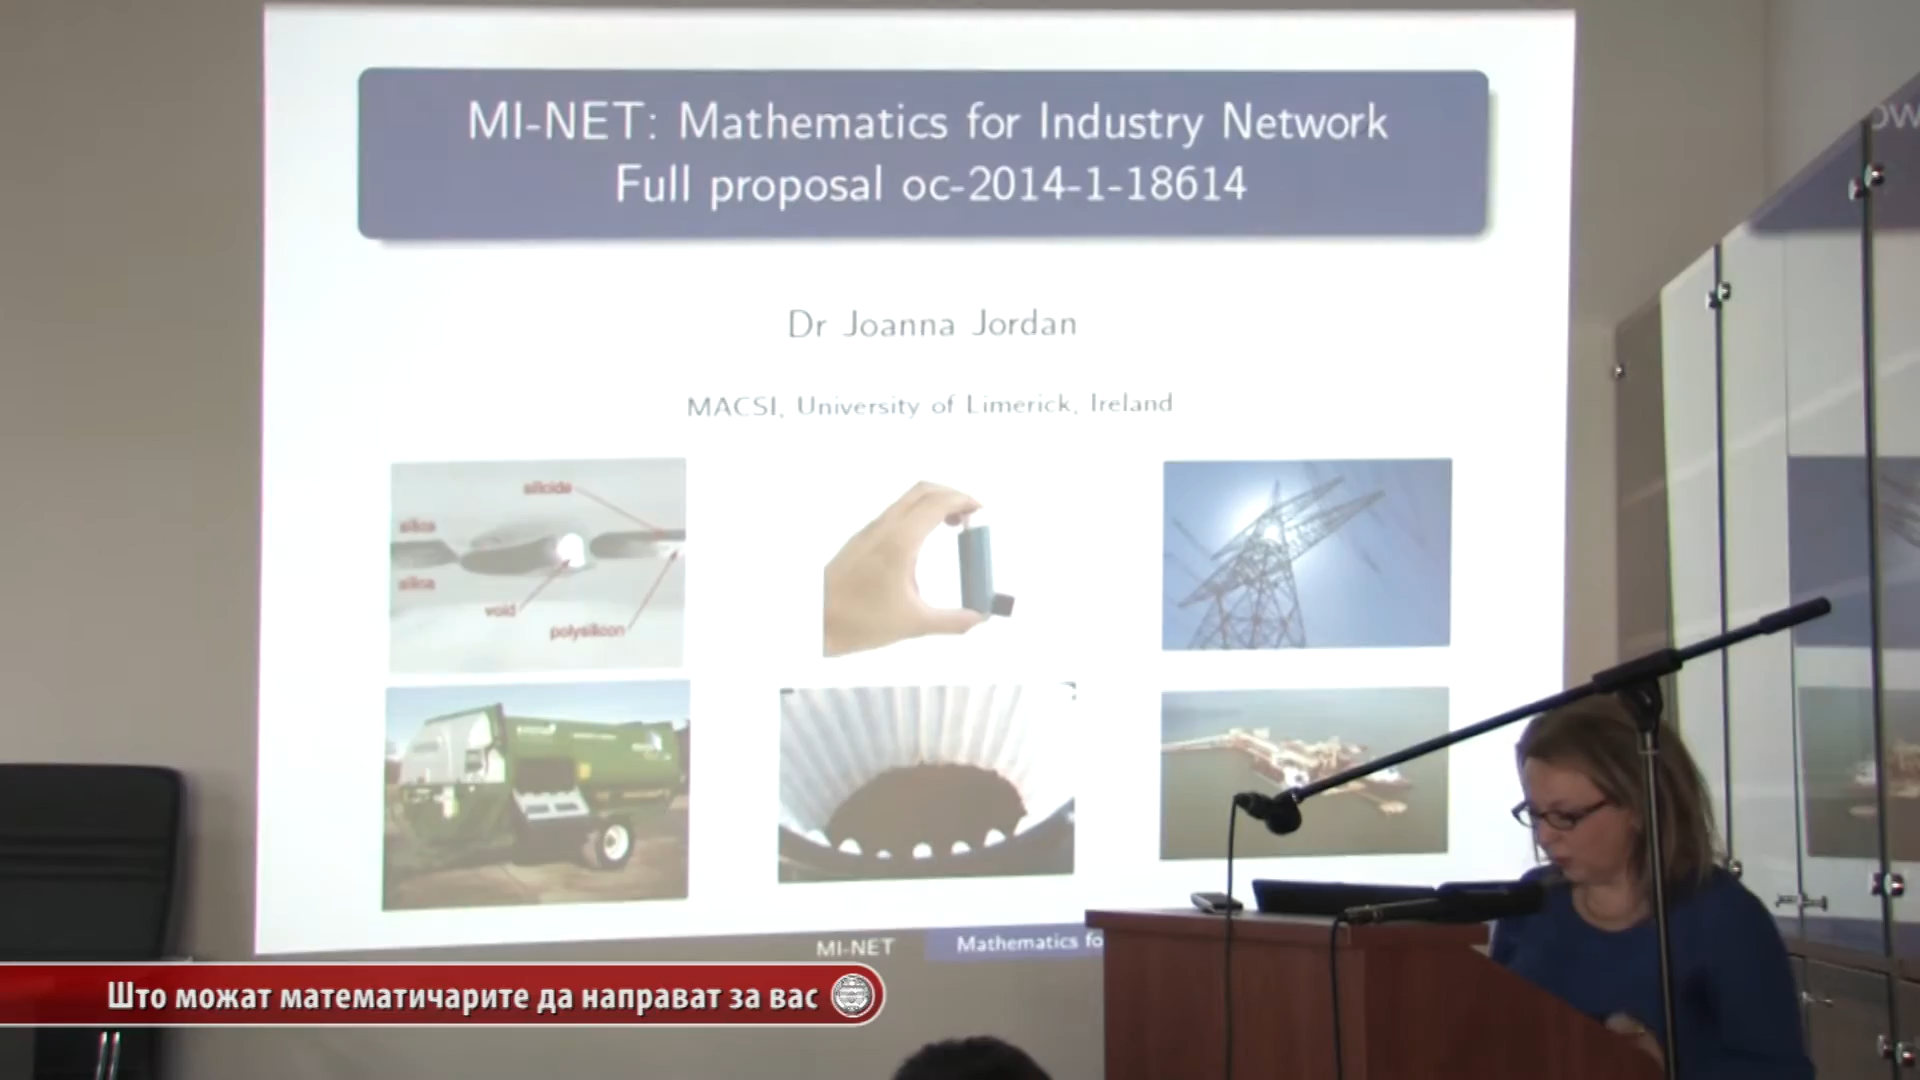 MI-NET: Mathematics for Industry Network
Full proposal oc-2014-1-18614
Dr Joanna Jordan
MACSI, University of Limerick, Ireland
silicide
silica
silica
void
polysilicon
MI-NET
Mathematics fo
Што можат математичарите да направат за вас